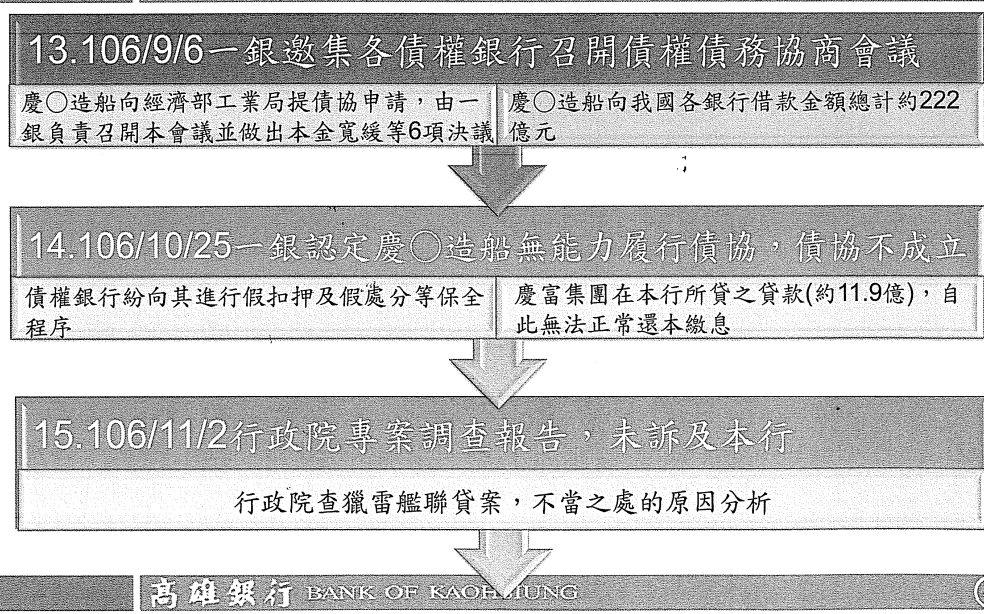 13.106/9/6一銀邀集各債權銀行召開債權債務協商會議
慶○造船向經濟部工業局提債協申請，由一
銀負責召開本會議並做出本金寬緩等6項決議
慶○造船向我國各銀行借款金額總計約222
億元
14.106/10/25一銀認定慶○造船無能力履行債協，債協不成立
債權銀行紛向其進行假扣押及假處分等保全
程序
慶富集團在本行所貸之貸款(約11.9億)，自
此無法正常還本繳息
15.106/11/2行政院專案調查報告，未訴及本行
行政院查獵雷艦聯貸案，不當之處的原因分析
高雄銀行 BANK OF KAOHSIUNG